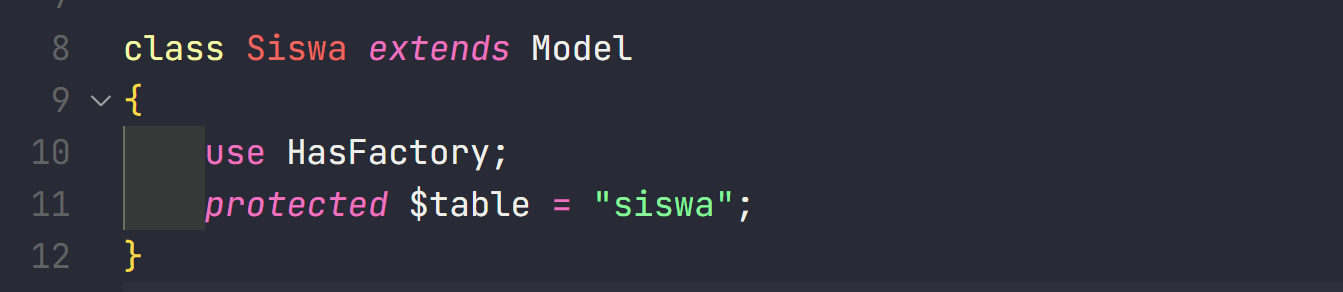 8 class Siswa extends Model
9 {
10 use HasFactory;
11 protected $table = "siswa";
12 }